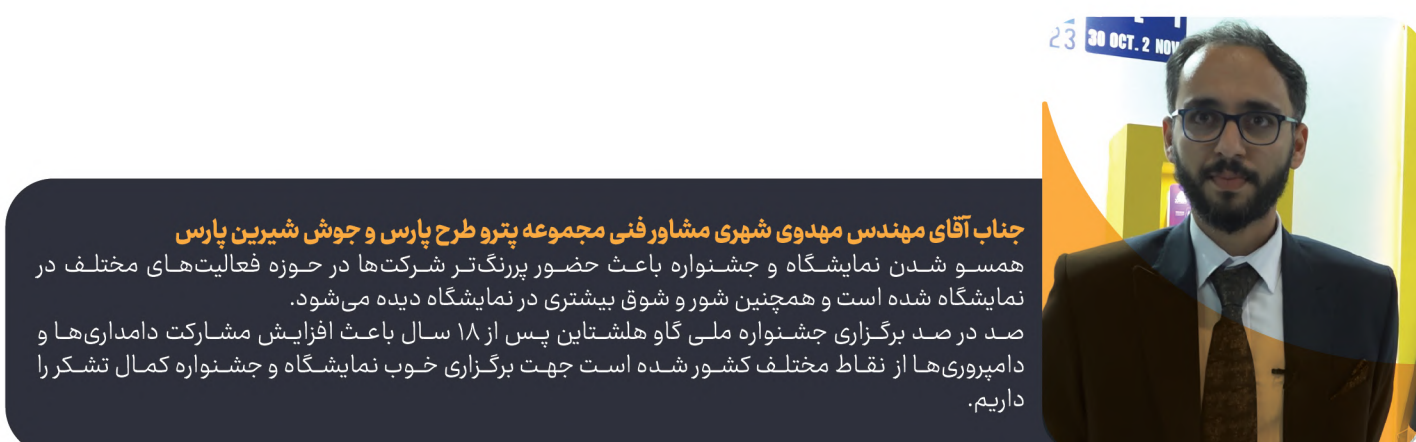 23
30 OCT. 2 NOV
جناب آقای مهندس مهدوی شهری مشاور فنی مجموعه پترو طرح پارس و جوش شیرین پارس
همسو شدن نمایشگاه و جشنواره باعث حضور پررنگ‌تر شرکت‌ها در حوزه فعالیت‌های مختلف در
نمایشگاه شده است و همچنین شور و شوق بیشتری در نمایشگاه دیده می‌شود.
صد در صد برگزاری جشنواره ملی گاو هلشتاین پس از ۱۸ سال باعث افزایش مشارکت دامداری‌ها و
دامپروری‌ها از نقاط مختلف کشور شده است جهت برگزاری خوب نمایشگاه و جشنواره کمال تشکر را
داریم.